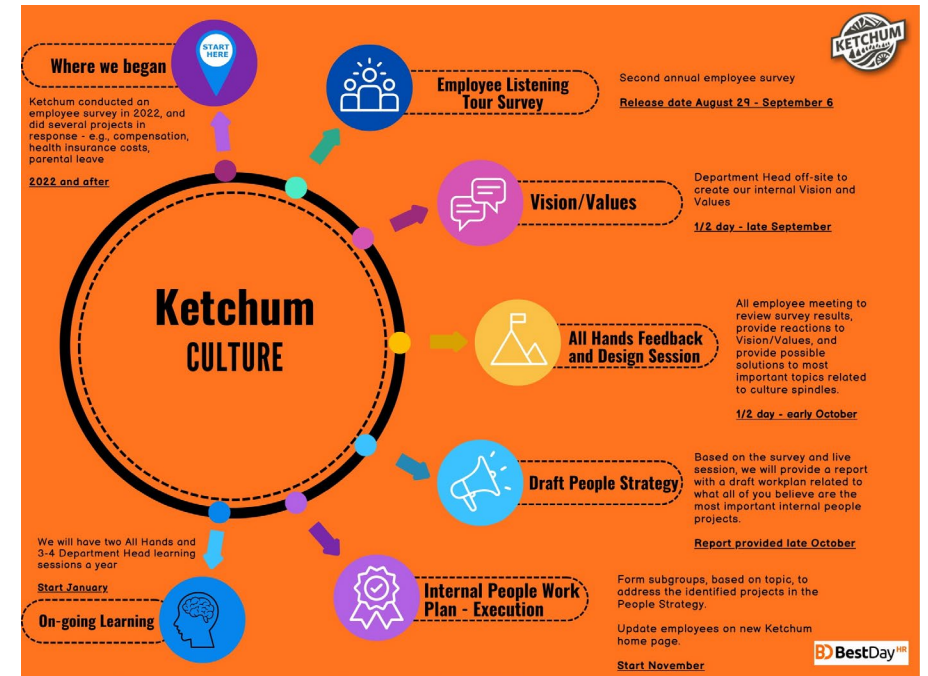 KETCHUM
START
HERE
Where we began
Ketchum conducted an
employee survey in 2022, and
did several projects in
response - e.g., compensation,
health insurance costs,
parental leave
2022 and after
Employee Listening
Tour Survey
Second annual employee survey
Release date August 29 - September 6
Vision/Values
Department Head off-site to
create our internal Vision and
Values
1/2 day - late September
Ketchum
CULTURE
All Hands Feedback
and Design Session
All employee meeting to
review survey results,
provide reactions to
Vision/Values, and
provide possible
solutions to most
important topics related
to culture spindles.
1/2 day - early October
Draft People Strategy
Based on the survey and live
session, we will provide a report
with a draft workplan related to
what all of you believe are the
most important internal people
projects.
Report provided late October
Internal People Work
Plan - Execution
Form subgroups, based on topic, to
address the identified projects in the
People Strategy.
Update employees on new Ketchum
home page.
Start November
We will have two All Hands and
3-4 Department Head learning
sessions a year
Start January
On-going Learning
BD BestDay HR